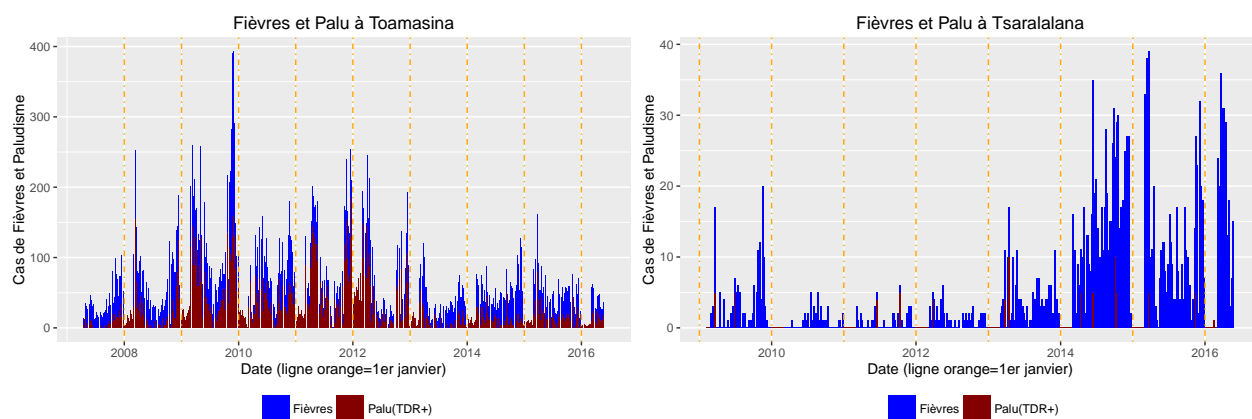 Fièvres et Palu à Toamasina
Cas de Fièvres et Paludisme
400
300
200
100
0
2008
2010
2012
2014
2016
Date (ligne orange=1er janvier)
Fièvres
Palu(TDR+)
Fièvres et Palu à Tsaralalana
Cas de Fièvres et Paludisme
40
30
20
10
0
2010
2012
2014
2015
2016
Date (ligne orange=1er janvier)
Fièvres
Palu(TDR+)